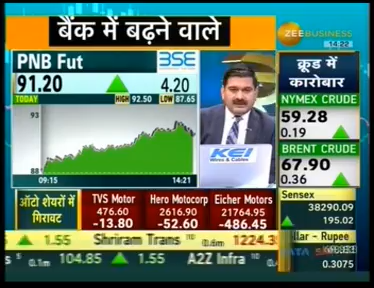 बैंक में बढ़ने वाले
ZEE BUSINESS
14:22
PNB Fut
BSE
91.20 ▲ 4.20
TODAY HIGH 92.50 LOW 87.65
93
88
09:15 14:21
KEI
Wires & Cables
क्रूड में
कारोबार
NYMEX CRUDE
59.28
0.19 ▲
BRENT CRUDE
67.90
0.36 ▲
ऑटो शेयरों में
गिरावट
TVS Motor
476.60
-13.80
Hero Motocorp
2616.90
-52.60
Eicher Motors
21764.95
-486.45
Sensex
38290.09
▲ 195.02
▲ 1.55 Shriram Trans 1224.3
llar - Rupee
0.1m 104.85 ▲ 1.55 A2Z Infra
0.3075